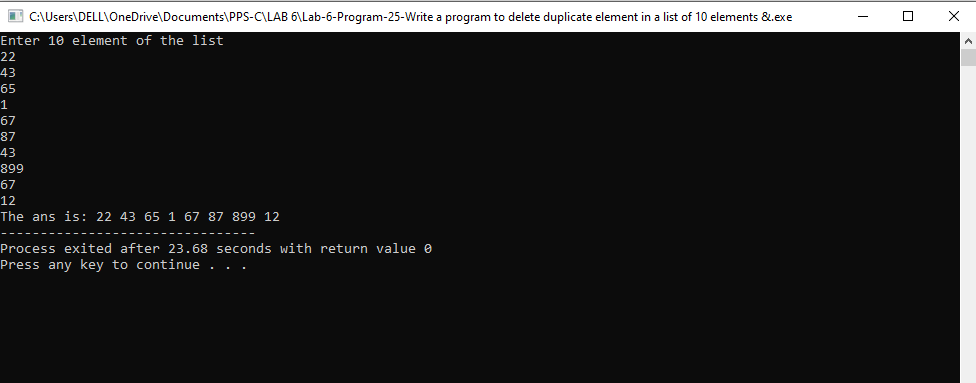 C:\Users\DELL\OneDrive\Documents\PPS-C\LAB 6\Lab-6-Program-25-Write a program to delete duplicate element in a list of 10 elements &.exe
Enter 10 element of the list
22
43
65
1
67
87
43
899
67
12
The ans is: 22 43 65 1 67 87 899 12
--------------------------------
Process exited after 23.68 seconds with return value 0
Press any key to continue . . .